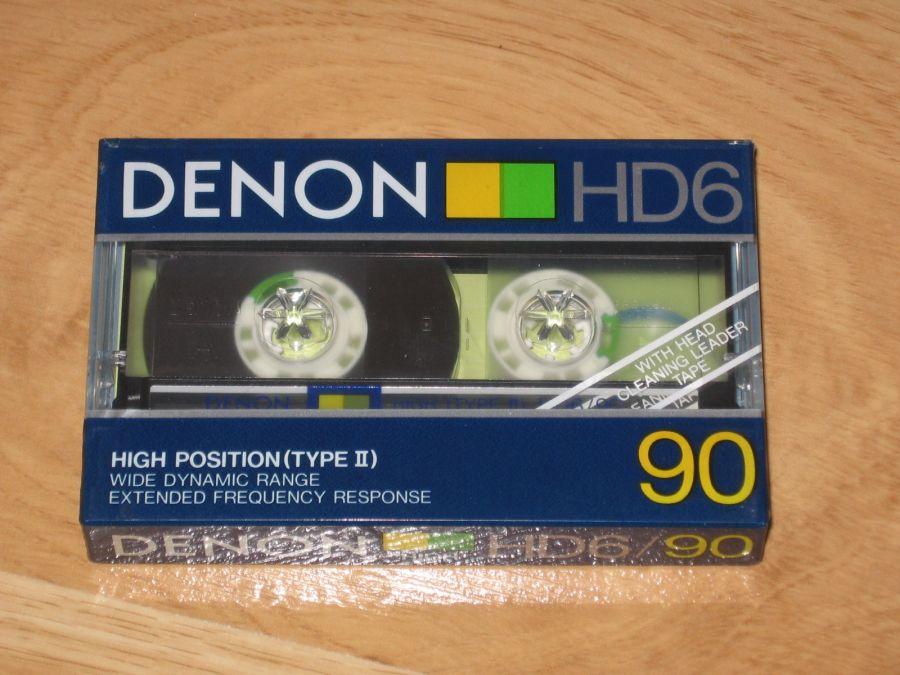 DENON HD6
WITH HEAD
CLEANING LEADER
TAPE
DENON
90
HIGH POSITION (TYPE II)
WIDE DYNAMIC RANGE
EXTENDED FREQUENCY RESPONSE
DENON HD6/90